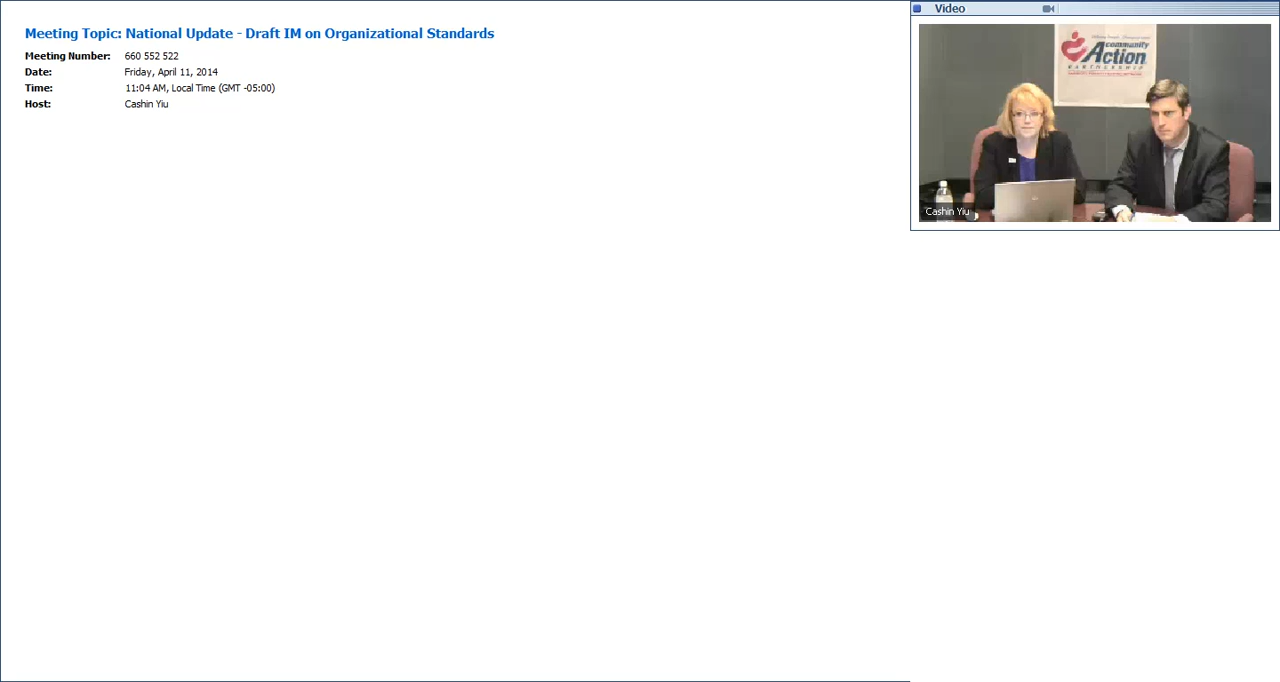 Meeting Topic: National Update - Draft IM on Organizational Standards
Meeting Number: 660 552 522
Date: Friday, April 11, 2014
Time: 11:04 AM, Local Time (GMT -05:00)
Host: Cashin Yiu
Video
community
Action
PARTNERSHIP
Cashin Yiu